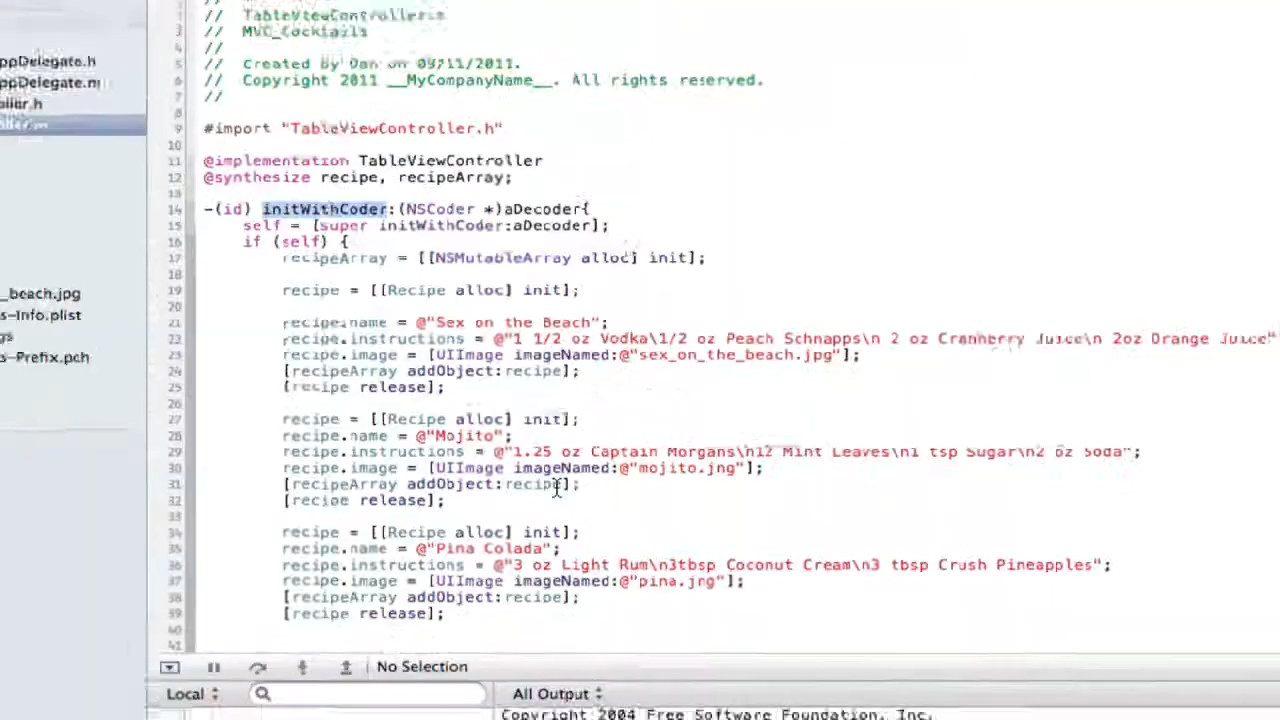 //  TableViewController.m
//  MVC_Cocktails
//
//  Created by Dan on 09/11/2011.
//  Copyright 2011 __MyCompanyName__. All rights reserved.
//
#import "TableViewController.h"
@implementation TableViewController
@synthesize recipe, recipeArray;
-(id) initWithCoder:(NSCoder *)aDecoder{
self = [super initWithCoder:aDecoder];
if (self) {
recipeArray = [[NSMutableArray alloc] init];
recipe = [[Recipe alloc] init];
recipe.name = @"Sex on the Beach";
recipe.instructions = @"1 1/2 oz Vodka\1/2 oz Peach Schnapps\n 2 oz Cranberry Juice\n 2oz Orange Juice"
recipe.image = [UIImage imageNamed:@"sex_on_the_beach.jpg"];
[recipeArray addObject:recipe];
[recipe release];
recipe = [[Recipe alloc] init];
recipe.name = @"Mojito";
recipe.instructions = @"1.25 oz Captain Morgans\n12 Mint Leaves\n1 tsp Sugar\n2 oz Soda";
recipe.image = [UIImage imageNamed:@"mojito.jng"];
[recipeArray addObject:recipe];
[recipe release];
recipe = [[Recipe alloc] init];
recipe.name = @"Pina Colada";
recipe.instructions = @"3 oz Light Rum\n3tbsp Coconut Cream\n3 tbsp Crush Pineapples";
recipe.image = [UIImage imageNamed:@"pina.jng"];
[recipeArray addObject:recipe];
[recipe release];
ppDelegate.h
ppDelegate.m
ller.h
ller.m
_beach.jpg
s-Info.plist
gs
s-Prefix.pch
No Selection
Local
All Output
Copyright 2004 Free Software Foundation, Inc.